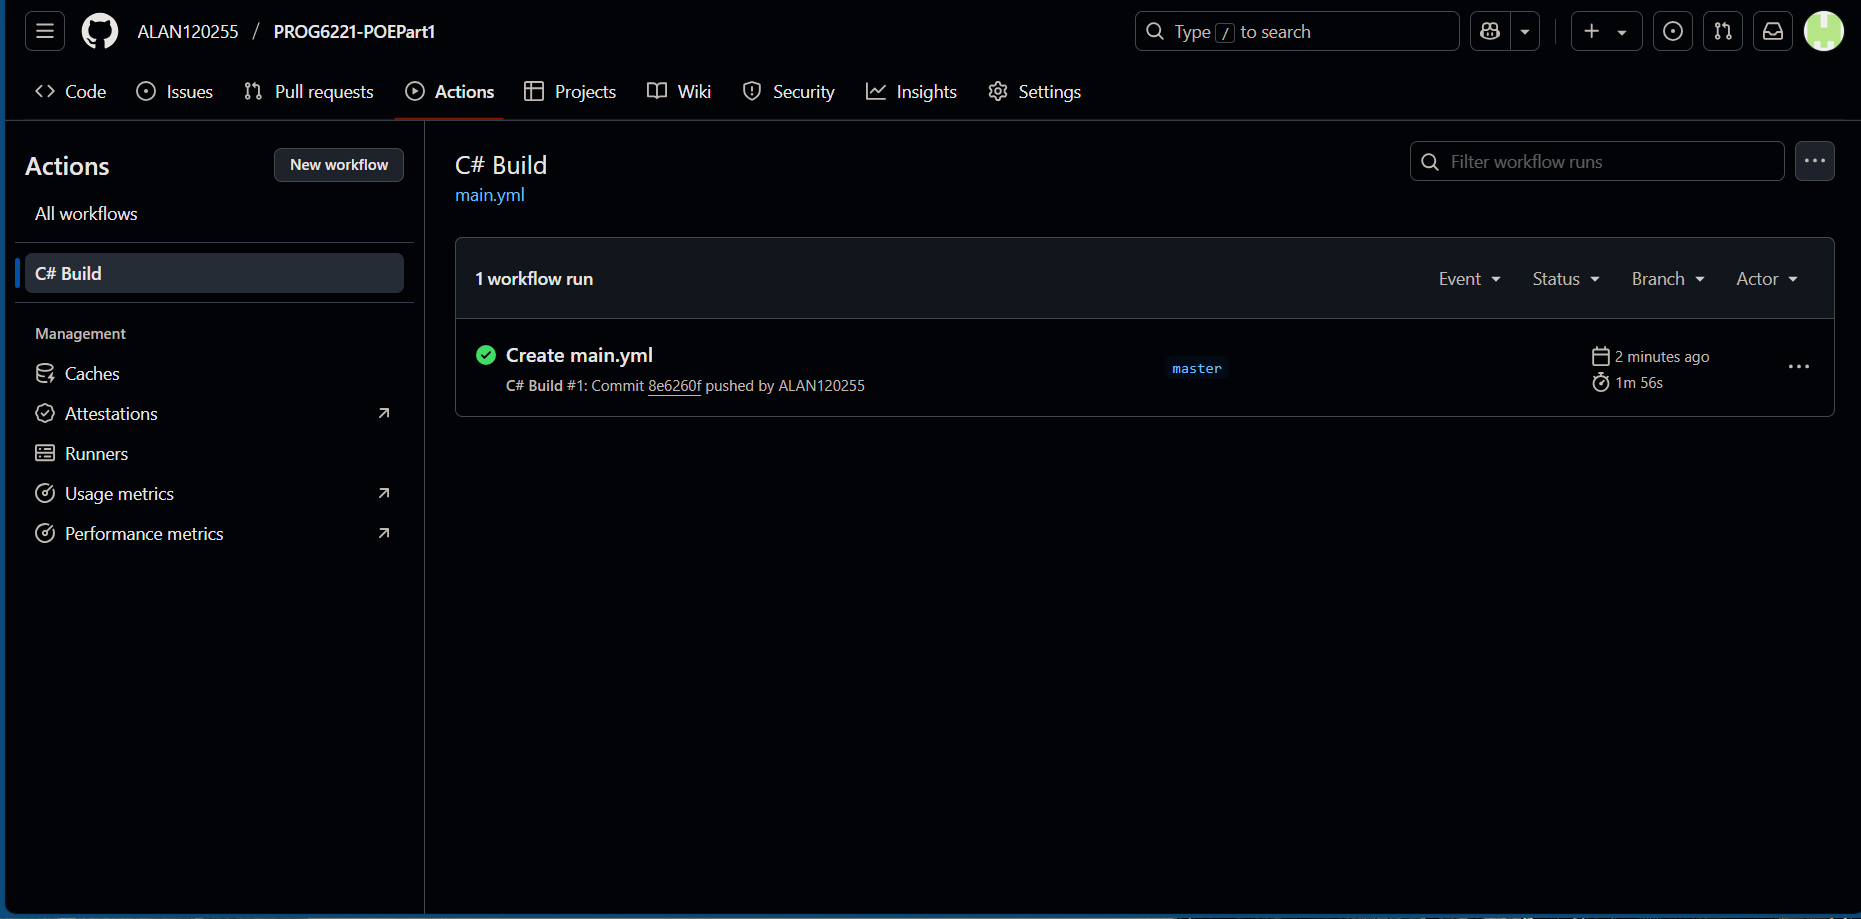 ALAN120255 / PROG6221-POEPart1
Type / to search
Code Issues Pull requests Actions Projects Wiki Security Insights Settings
Actions
New workflow
All workflows
C# Build
Management
Caches
Attestations
Runners
Usage metrics
Performance metrics
C# Build
main.yml
Filter workflow runs
1 workflow run
Event Status Branch Actor
Create main.yml
C# Build #1: Commit 8e6260f pushed by ALAN120255
master
2 minutes ago
1m 56s